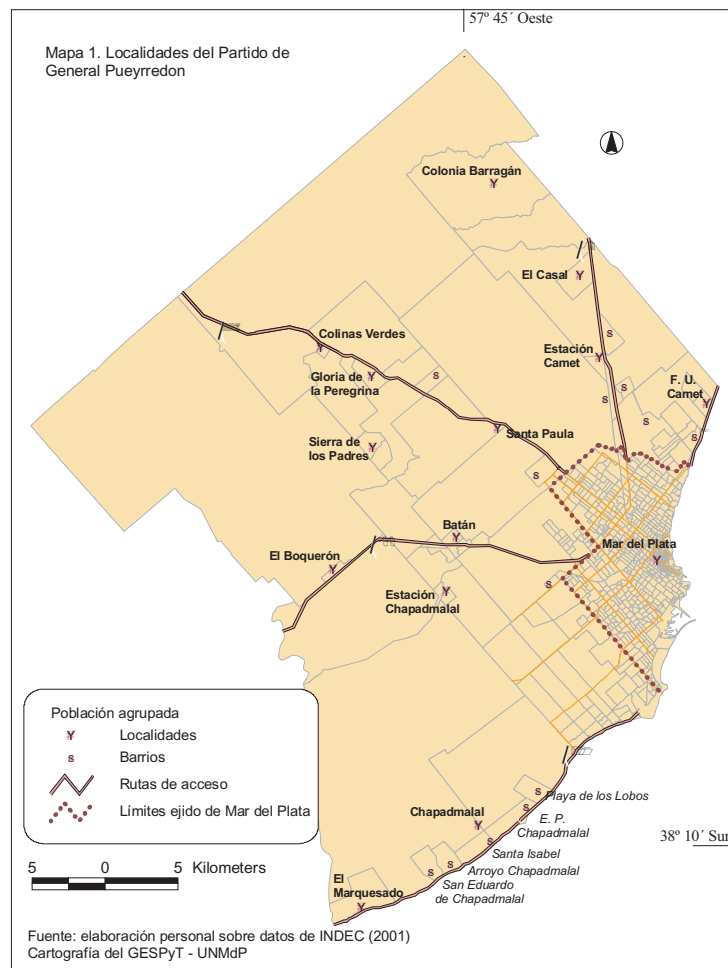 57º 45´ Oeste
Mapa 1. Localidades del Partido de
General Pueyrredon
Colonia Barragán
El Casal
Colinas Verdes
Estación
Camet
Gloria de
la Peregrina
F. U.
Camet
Santa Paula
Sierra de
los Padres
Batán
Mar del Plata
El Boquerón
Estación
Chapadmalal
Población agrupada
Y Localidades
s Barrios
Rutas de acceso
Límites ejido de Mar del Plata
Playa de los Lobos
Chapadmalal
E. P.
Chapadmalal
38º 10´ Sur
Santa Isabel
Arroyo Chapadmalal
San Eduardo
de Chapadmalal
El
Marquesado
5 0 5 Kilometers
Fuente: elaboración personal sobre datos de INDEC (2001)
Cartografía del GESPyT - UNMdP